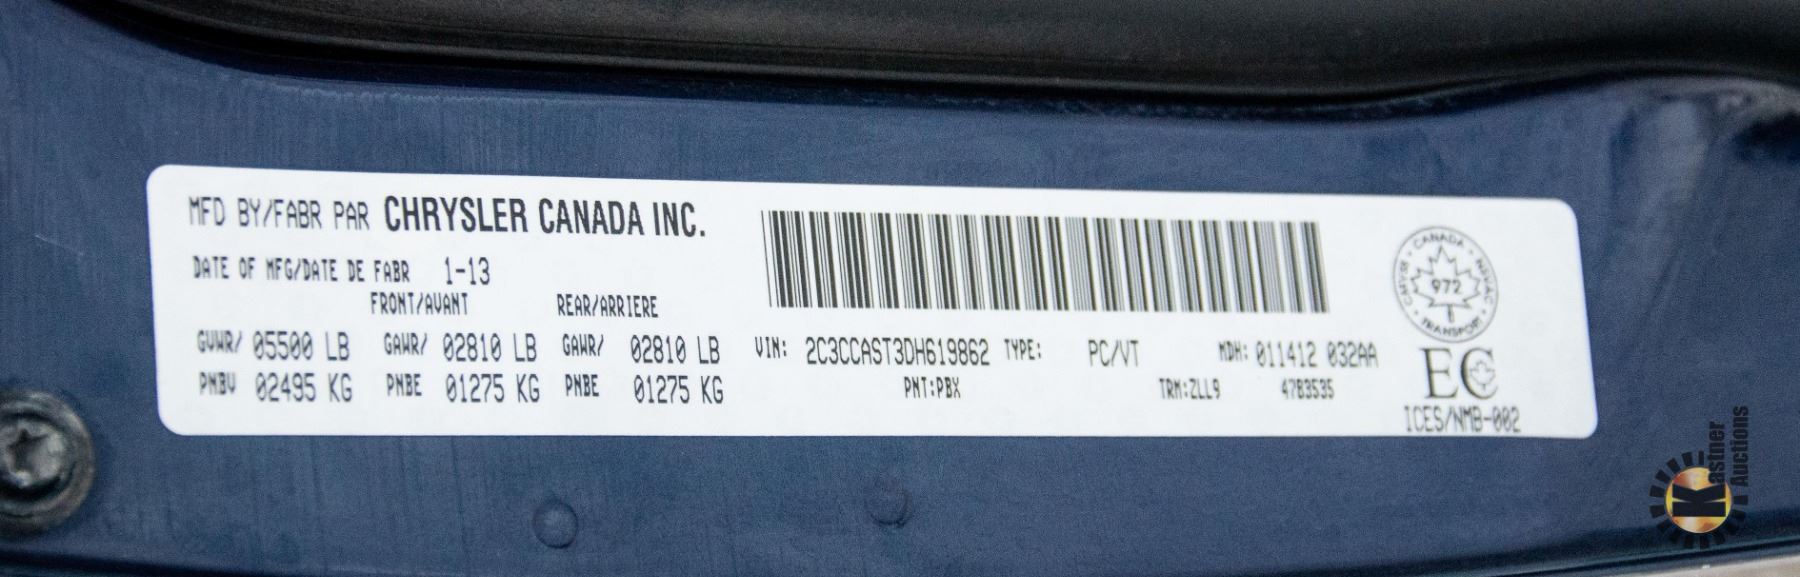 MFD BY/FABR PAR CHRYSLER CANADA INC.
DATE OF MFG/DATE DE FABR 1-13
FRONT/AVANT REAR/ARRIERE
GVWR/ 05500 LB GAWR/ 02810 LB GAWR/ 02810 LB
PNBV 02495 KG PNBE 01275 KG PNBE 01275 KG
VIN: 2C3CCAST3DH619862 TYPE: PC/VT MDH: 011412 032AA
PNT:PBX TRM:ZLL9 4783535
CANADA
972
TRANSPORT
EC
ICES/NMB-002
Kastner
Auctions